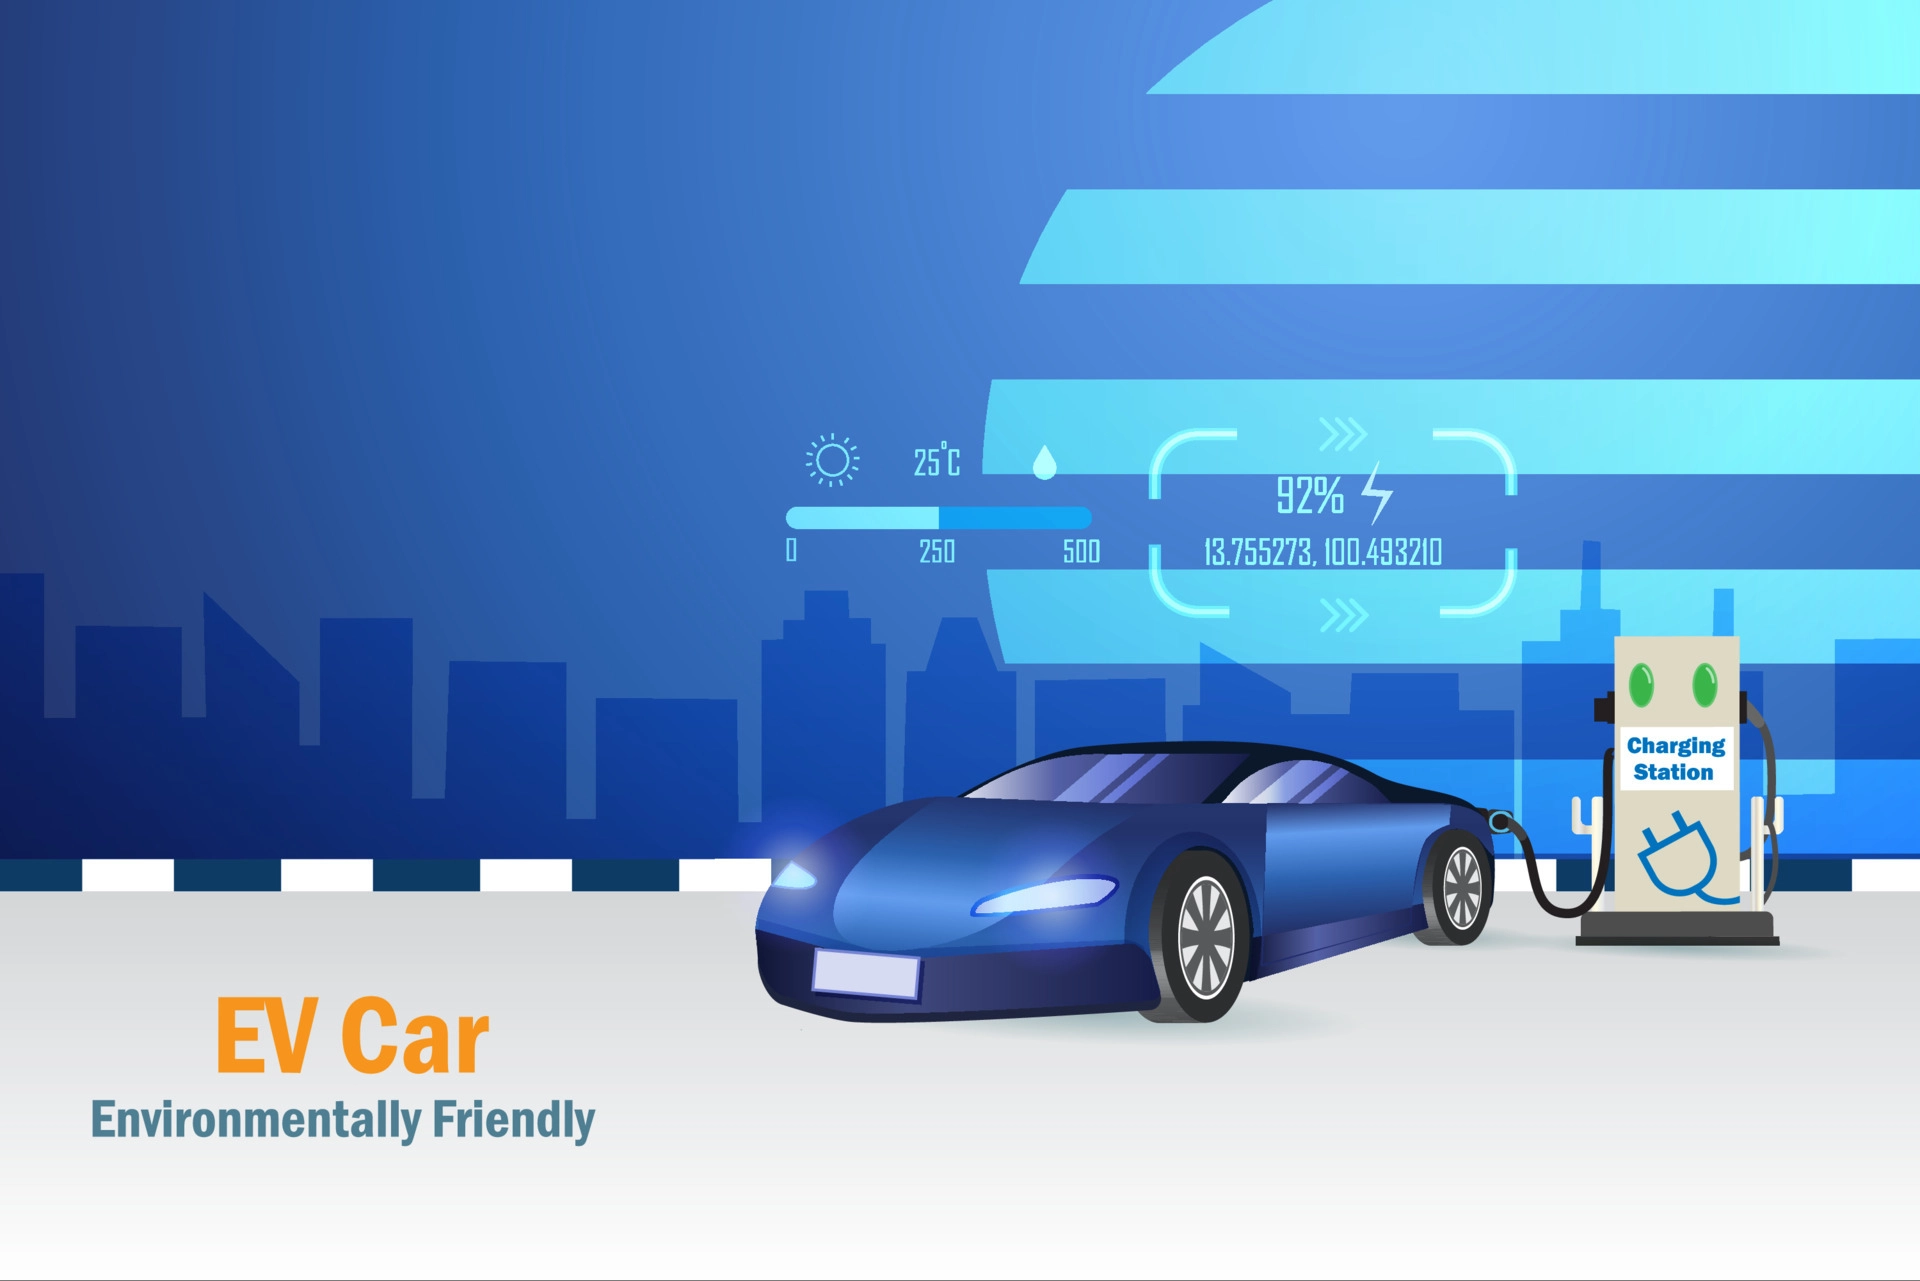 25°C
0 250 500
92%
13.755273, 100.493210
Charging
Station
EV Car
Environmentally Friendly